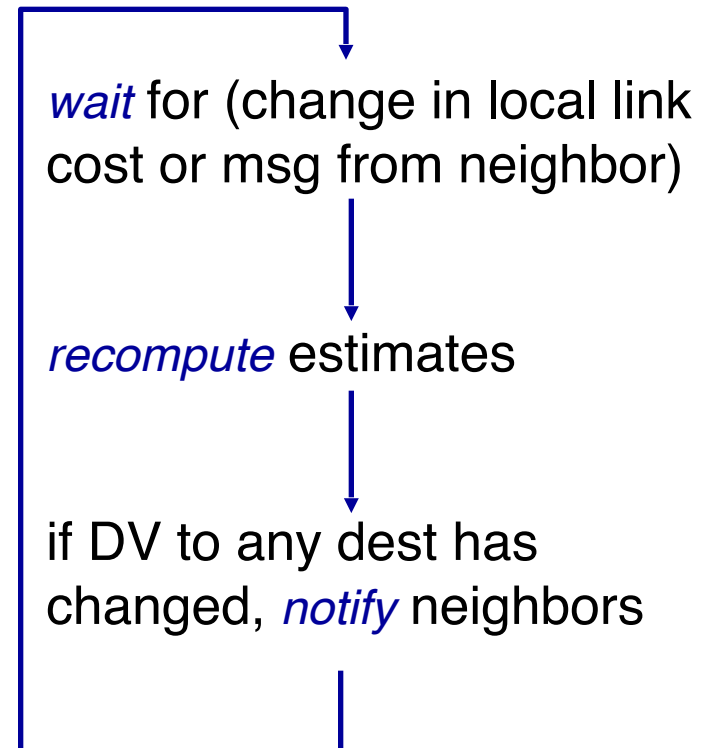 wait for (change in local link
cost or msg from neighbor)
recompute estimates
if DV to any dest has
changed, notify neighbors